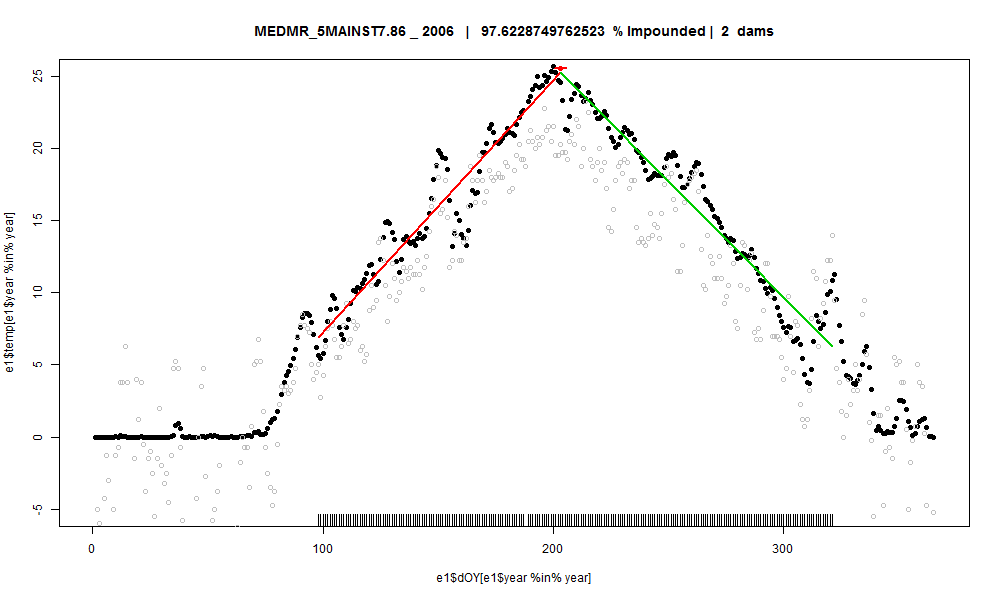 MEDMR_5MAINST7.86 _ 2006 | 97.6228749762523 % Impounded | 2 dams
e1$temp[e1$year %in% year]
25
20
15
10
5
0
-5
0 100 200 300
e1$dOY[e1$year %in% year]